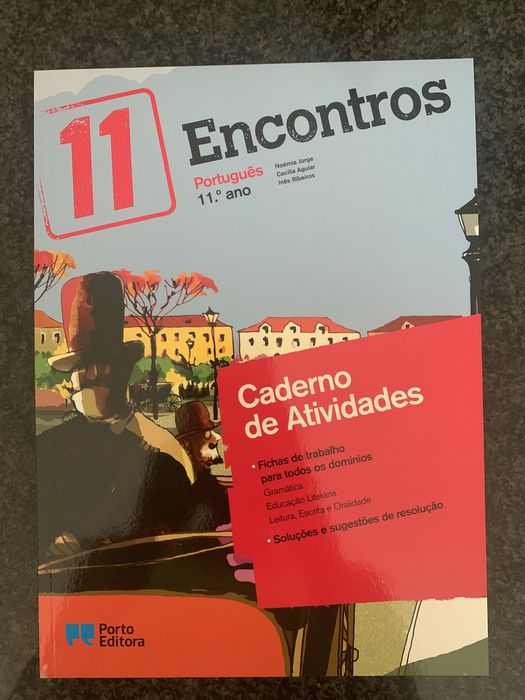 11
Encontros
Português
11.º ano
Noémia Jorge
Cecília Aguiar
Inês Ribeiros
Caderno
de Atividades
• Fichas de trabalho
para todos os domínios
Gramática
Educação Literária
Leitura, Escrita e Oralidade
• Soluções e sugestões de resolução
Porto
Editora